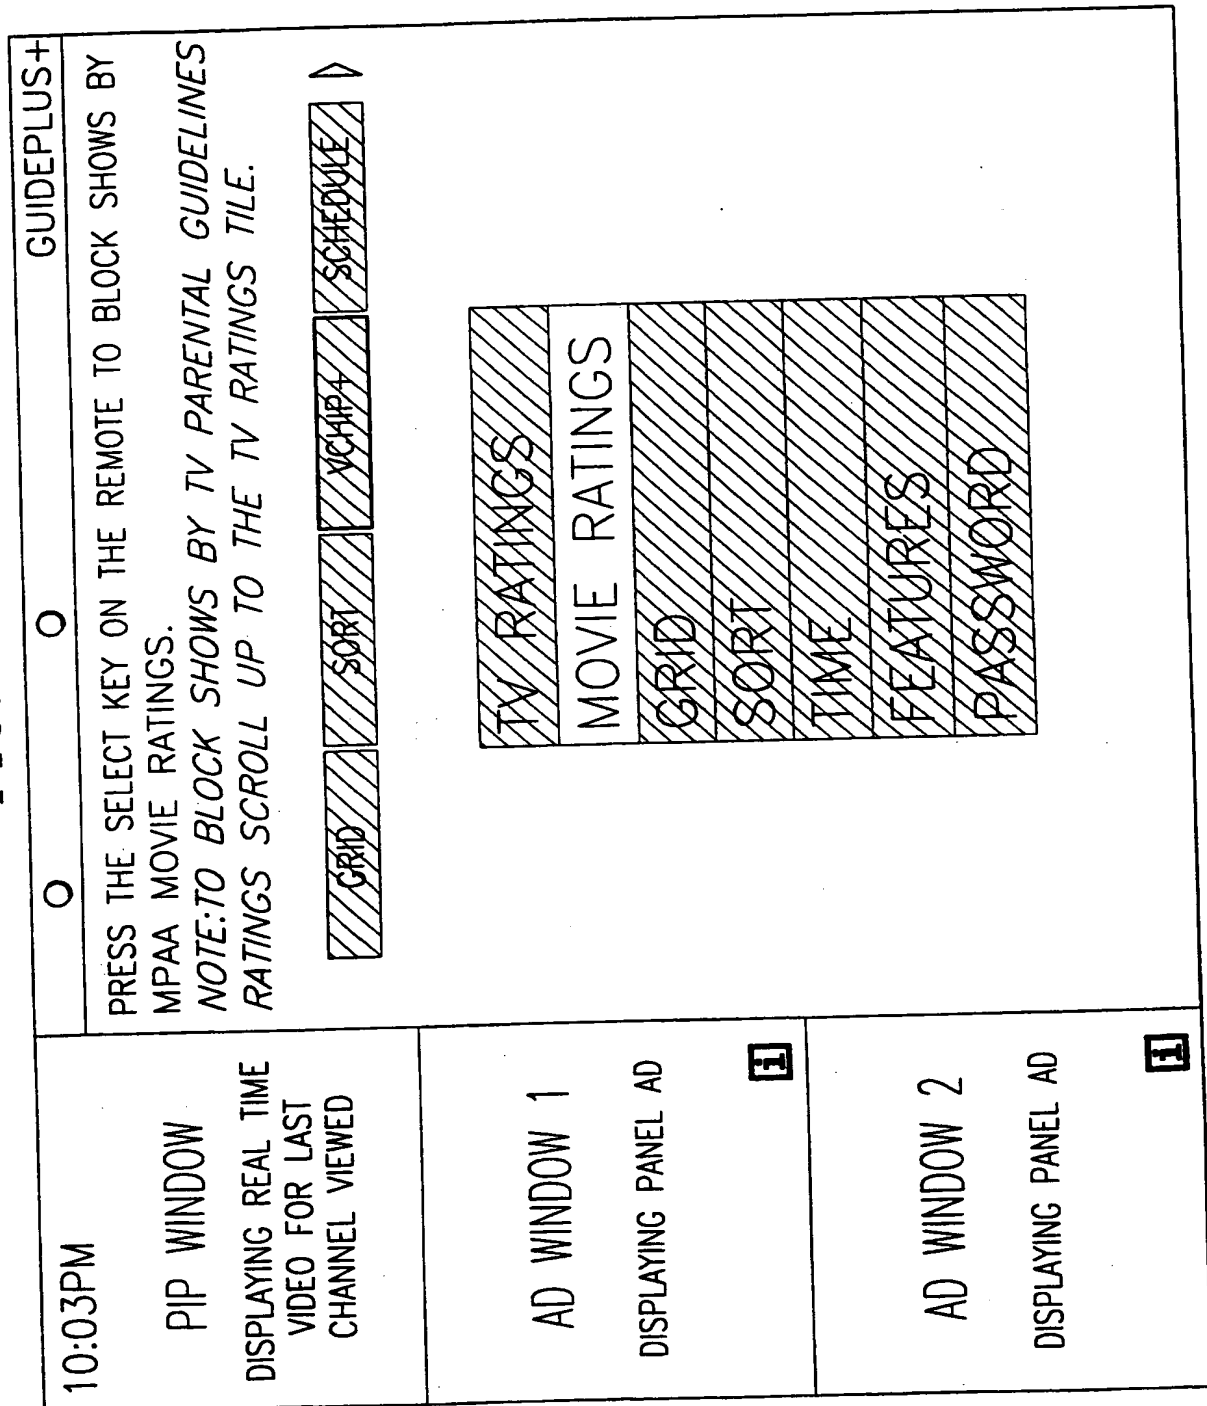 10:03PM
GUIDEPLUS+
PIP WINDOW
DISPLAYING REAL TIME
VIDEO FOR LAST
CHANNEL VIEWED
AD WINDOW 1
DISPLAYING PANEL AD
i
AD WINDOW 2
DISPLAYING PANEL AD
i
PRESS THE SELECT KEY ON THE REMOTE TO BLOCK SHOWS BY
MPAA MOVIE RATINGS.
NOTE:TO BLOCK SHOWS BY TV PARENTAL GUIDELINES
RATINGS SCROLL UP TO THE TV RATINGS TILE.
GRID SORT VCHIP+ SCHEDULE
TV RATINGS
MOVIE RATINGS
GRID
SORT
TIME
FEATURES
PASSWORD